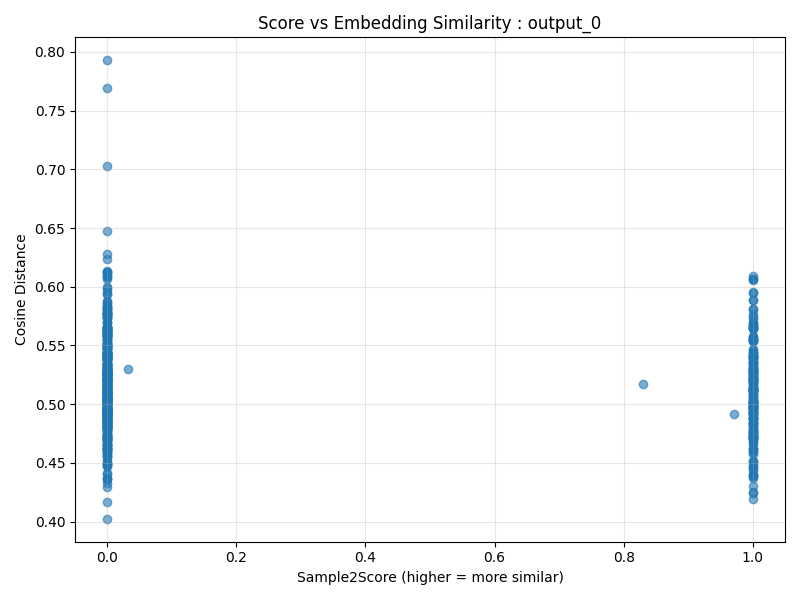 Score vs Embedding Similarity : output_0
0.80
0.75
0.70
0.65
0.60
0.55
0.50
0.45
0.40
Cosine Distance
0.0 0.2 0.4 0.6 0.8 1.0
Sample2Score (higher = more similar)